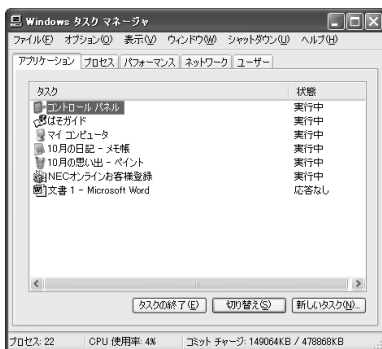 Windows タスク マネージャ
ファイル(F) オプション(O) 表示(V) ウィンドウ(W) シャットダウン(U) ヘルプ(H)
アプリケーション プロセス パフォーマンス ネットワーク ユーザー
タスク 状態
コントロール パネル 実行中
ぱそガイド 実行中
マイ コンピュータ 実行中
10月の日記 - メモ帳 実行中
10月の思い出 - ペイント 実行中
NECオンラインお客様登録 実行中
文書 1 - Microsoft Word 応答なし
タスクの終了(E) 切り替え(S) 新しいタスク(N)...
プロセス: 22 CPU 使用率: 4% コミット チャージ: 149064KB / 478868KB